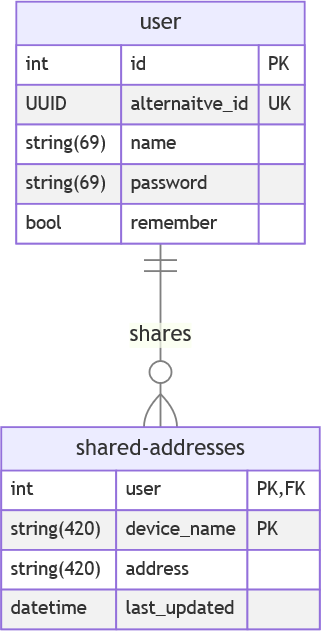 user
int id PK
UUID alternaitve_id UK
string(69) name
string(69) password
bool remember
shares
shared-addresses
int user PK,FK
string(420) device_name PK
string(420) address
datetime last_updated